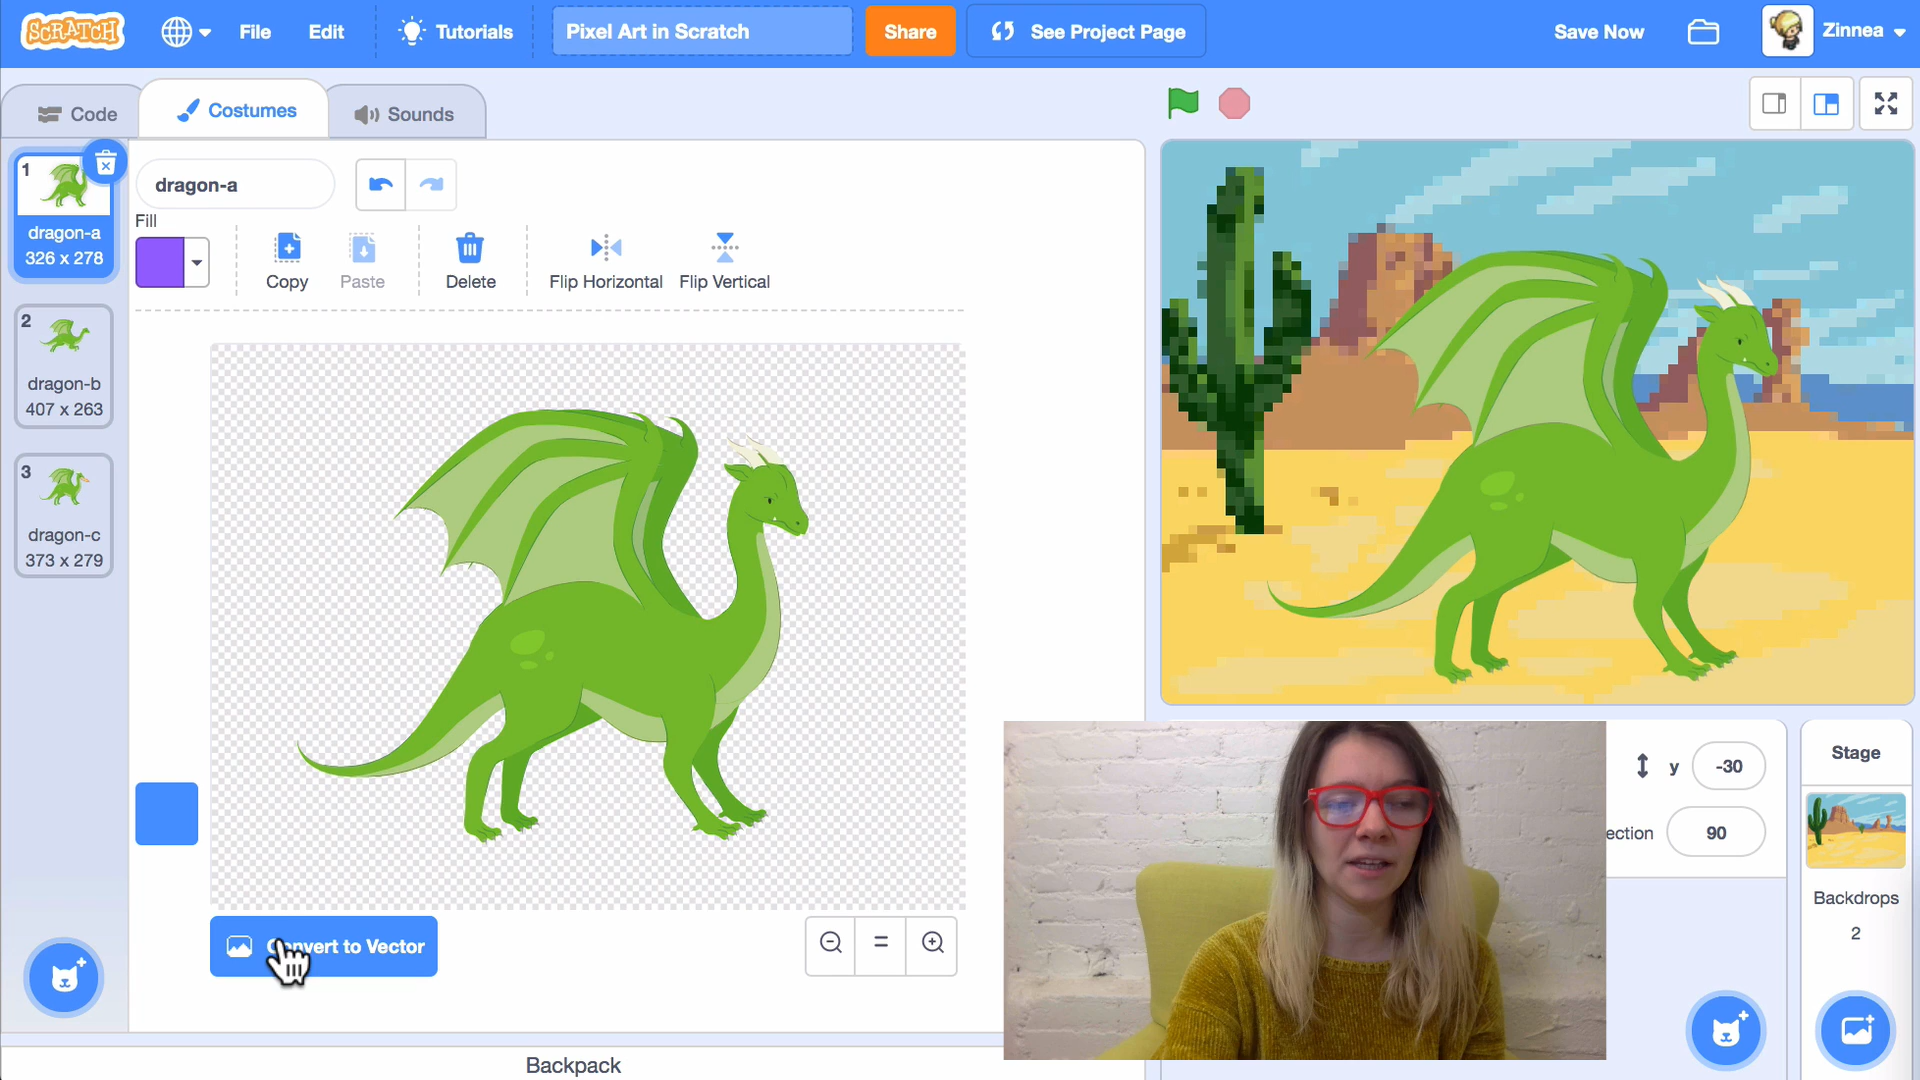 SCRATCH
File
Edit
Tutorials
Pixel Art in Scratch
Share
See Project Page
Save Now
Zinnea
Code
Costumes
Sounds
1
dragon-a
326 x 278
2
dragon-b
407 x 263
3
dragon-c
373 x 279
dragon-a
Fill
Copy
Paste
Delete
Flip Horizontal
Flip Vertical
Convert to Vector
y
-30
ection
90
Stage
Backdrops
2
Backpack